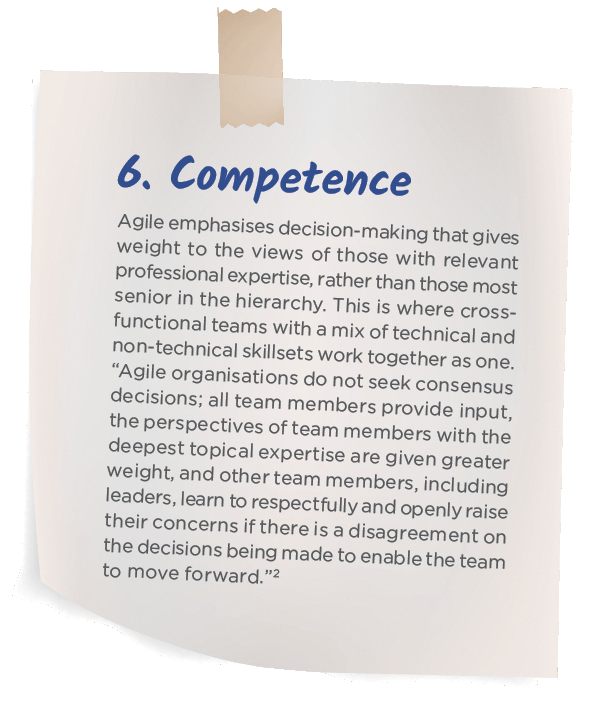 6. Competence
Agile emphasises decision-making that gives
weight to the views of those with relevant
professional expertise, rather than those most
senior in the hierarchy. This is where cross-
functional teams with a mix of technical and
non-technical skillsets work together as one.
“Agile organisations do not seek consensus
decisions; all team members provide input,
the perspectives of team members with the
deepest topical expertise are given greater
weight, and other team members, including
leaders, learn to respectfully and openly raise
their concerns if there is a disagreement on
the decisions being made to enable the team
to move forward.”²